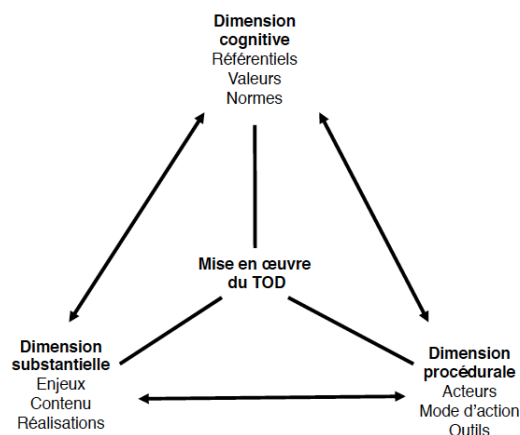 Dimension
cognitive
Référentiels
Valeurs
Normes
Mise en œuvre
du TOD
Dimension
substantielle
Enjeux
Contenu
Réalisations
Dimension
procédurale
Acteurs
Mode d'action
Outils